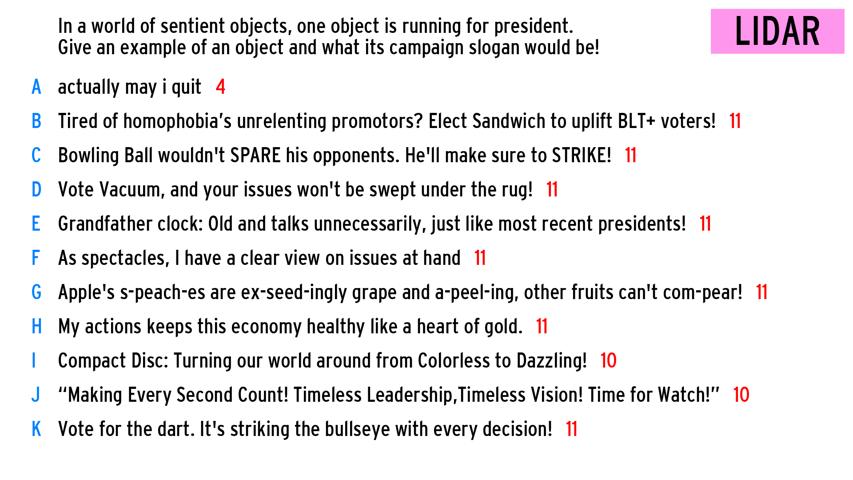 In a world of sentient objects, one object is running for president.
Give an example of an object and what its campaign slogan would be!
LIDAR
A actually may i quit 4
B Tired of homophobia's unrelenting promotors? Elect Sandwich to uplift BLT+ voters! 11
C Bowling Ball wouldn't SPARE his opponents. He'll make sure to STRIKE! 11
D Vote Vacuum, and your issues won't be swept under the rug! 11
E Grandfather clock: Old and talks unnecessarily, just like most recent presidents! 11
F As spectacles, I have a clear view on issues at hand 11
G Apple's s-peach-es are ex-seed-ingly grape and a-peel-ing, other fruits can't com-pear! 11
H My actions keeps this economy healthy like a heart of gold. 11
I Compact Disc: Turning our world around from Colorless to Dazzling! 10
J “Making Every Second Count! Timeless Leadership,Timeless Vision! Time for Watch!” 10
K Vote for the dart. It's striking the bullseye with every decision! 11